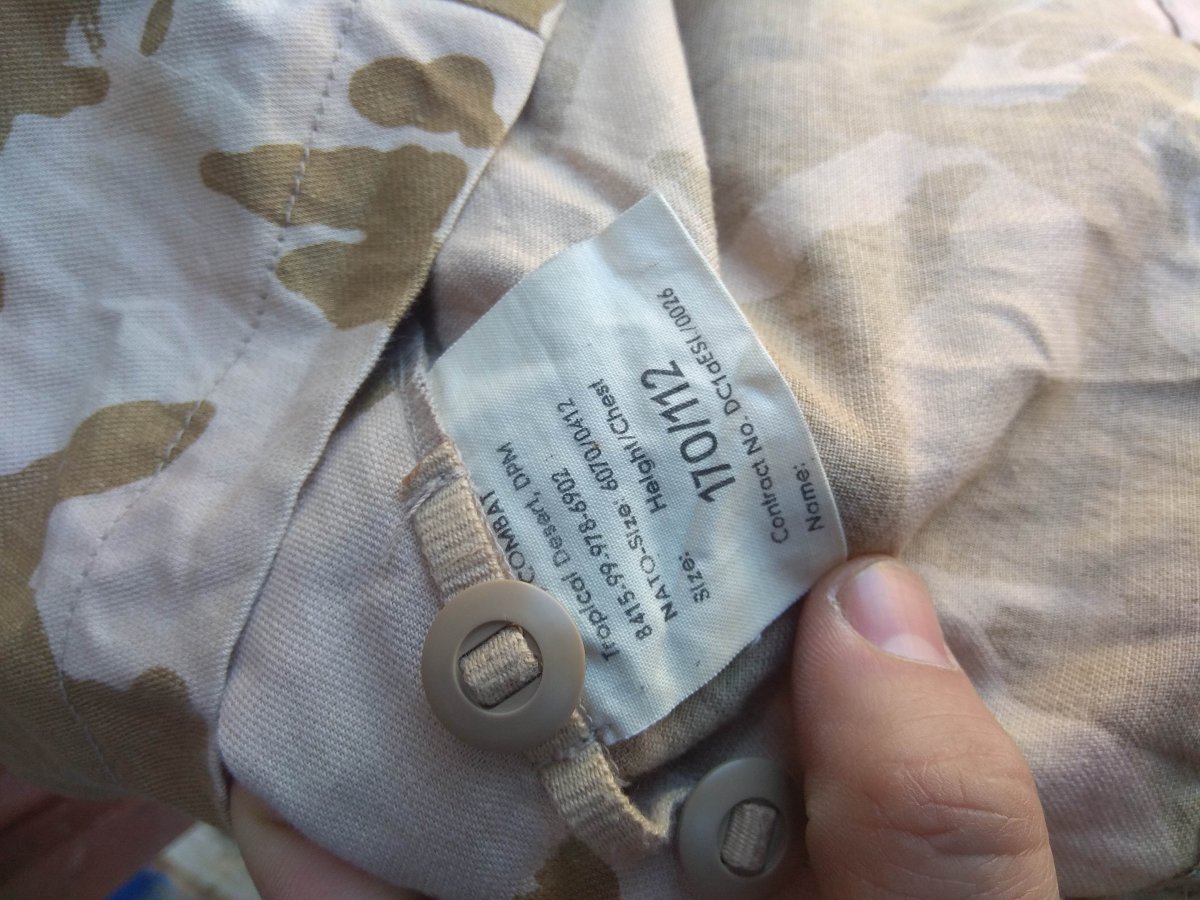 COMBAT
Tropical Desert, DPM
8415-99-978-6902
NATO-Size: 6070/0412
Height/Chest
Size: 170/112
Contract No. DC1dESL/0026
Name: